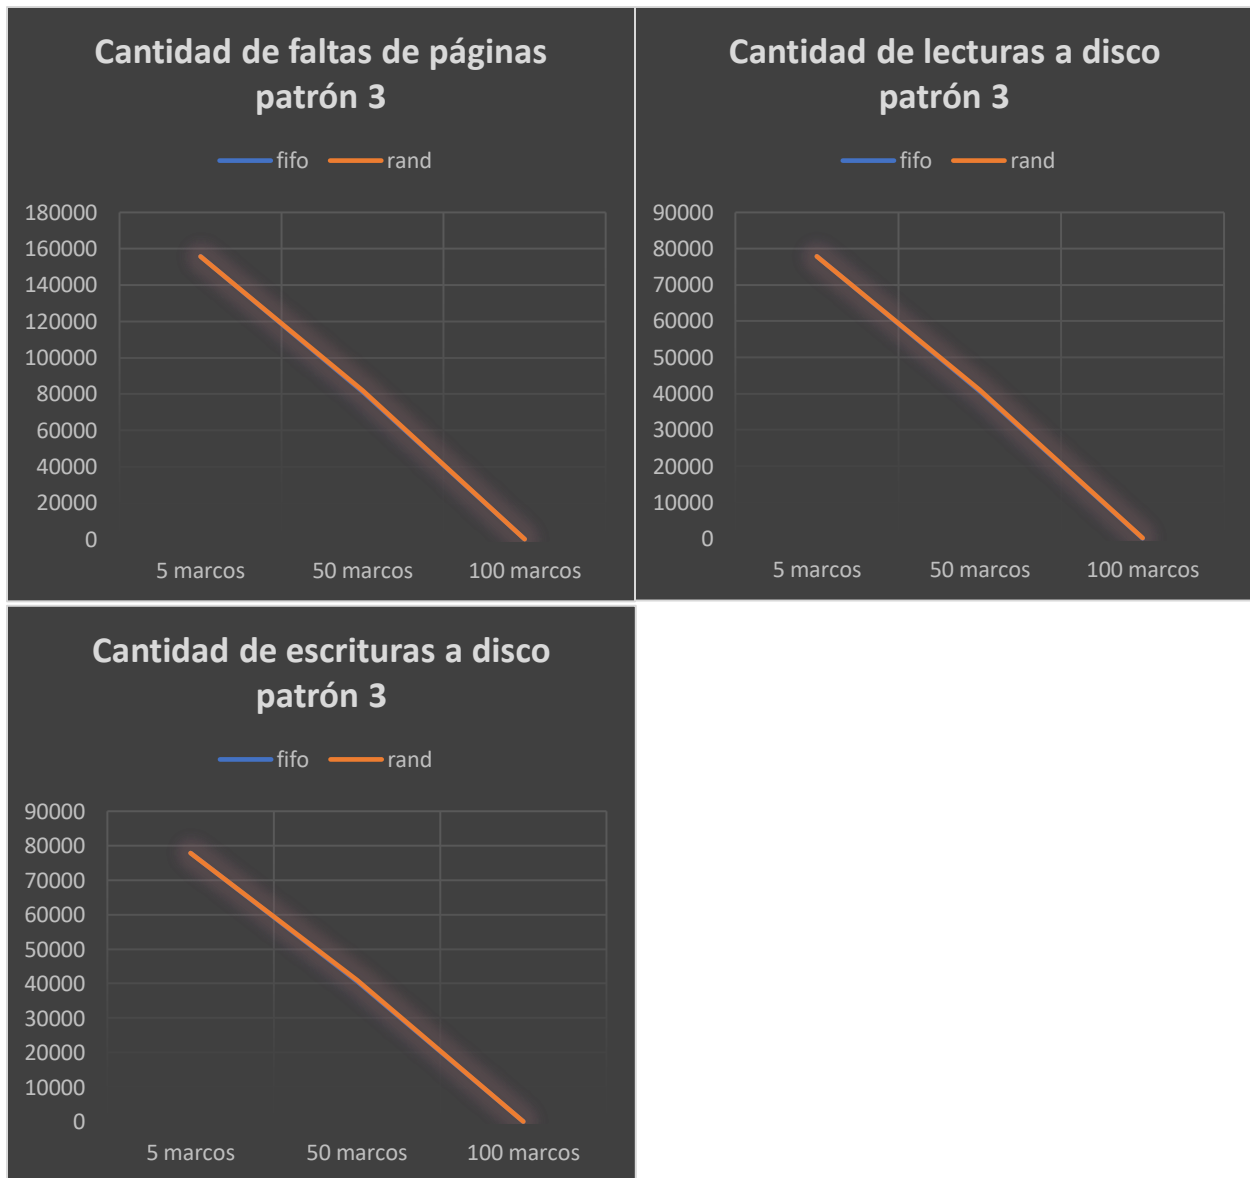 Cantidad de faltas de páginas
patrón 3
fifo rand
180000
160000
140000
120000
100000
80000
60000
40000
20000
0
5 marcos 50 marcos 100 marcos
Cantidad de lecturas a disco
patrón 3
fifo rand
90000
80000
70000
60000
50000
40000
30000
20000
10000
0
5 marcos 50 marcos 100 marcos
Cantidad de escrituras a disco
patrón 3
fifo rand
90000
80000
70000
60000
50000
40000
30000
20000
10000
0
5 marcos 50 marcos 100 marcos